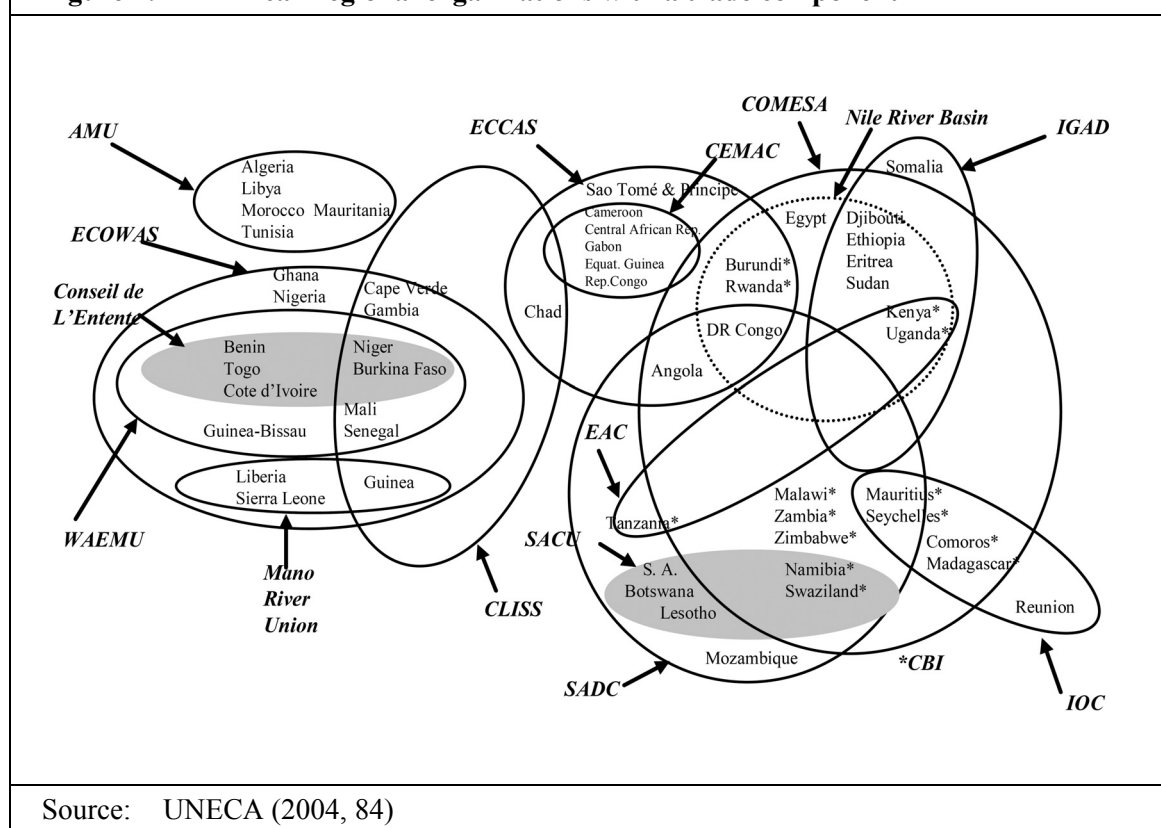 COMESA
Nile River Basin
IGAD
AMU
ECCAS
CEMAC
Algeria
Libya
Morocco Mauritania
Tunisia
Somalia
Sao Tomé & Principe
Cameroon
Central African Rep.
Gabon
Equat. Guinea
Rep.Congo
Egypt
Djibouti
Ethiopia
Eritrea
Sudan
ECOWAS
Ghana
Nigeria
Cape Verde
Gambia
Burundi*
Rwanda*
Conseil de
L'Entente
Chad
DR Congo
Kenya*
Uganda*
Benin
Togo
Cote d'Ivoire
Niger
Burkina Faso
Angola
Mali
Senegal
Guinea-Bissau
EAC
Liberia
Sierra Leone
Guinea
Malawi*
Zambia*
Zimbabwe*
Mauritius*
Seychelles*
Tanzania*
WAEMU
SACU
Comoros*
Madagascar*
Mano
River
Union
CLISS
S. A.
Botswana
Lesotho
Namibia*
Swaziland*
Reunion
Mozambique
*CBI
SADC
IOC
Source: UNECA (2004, 84)